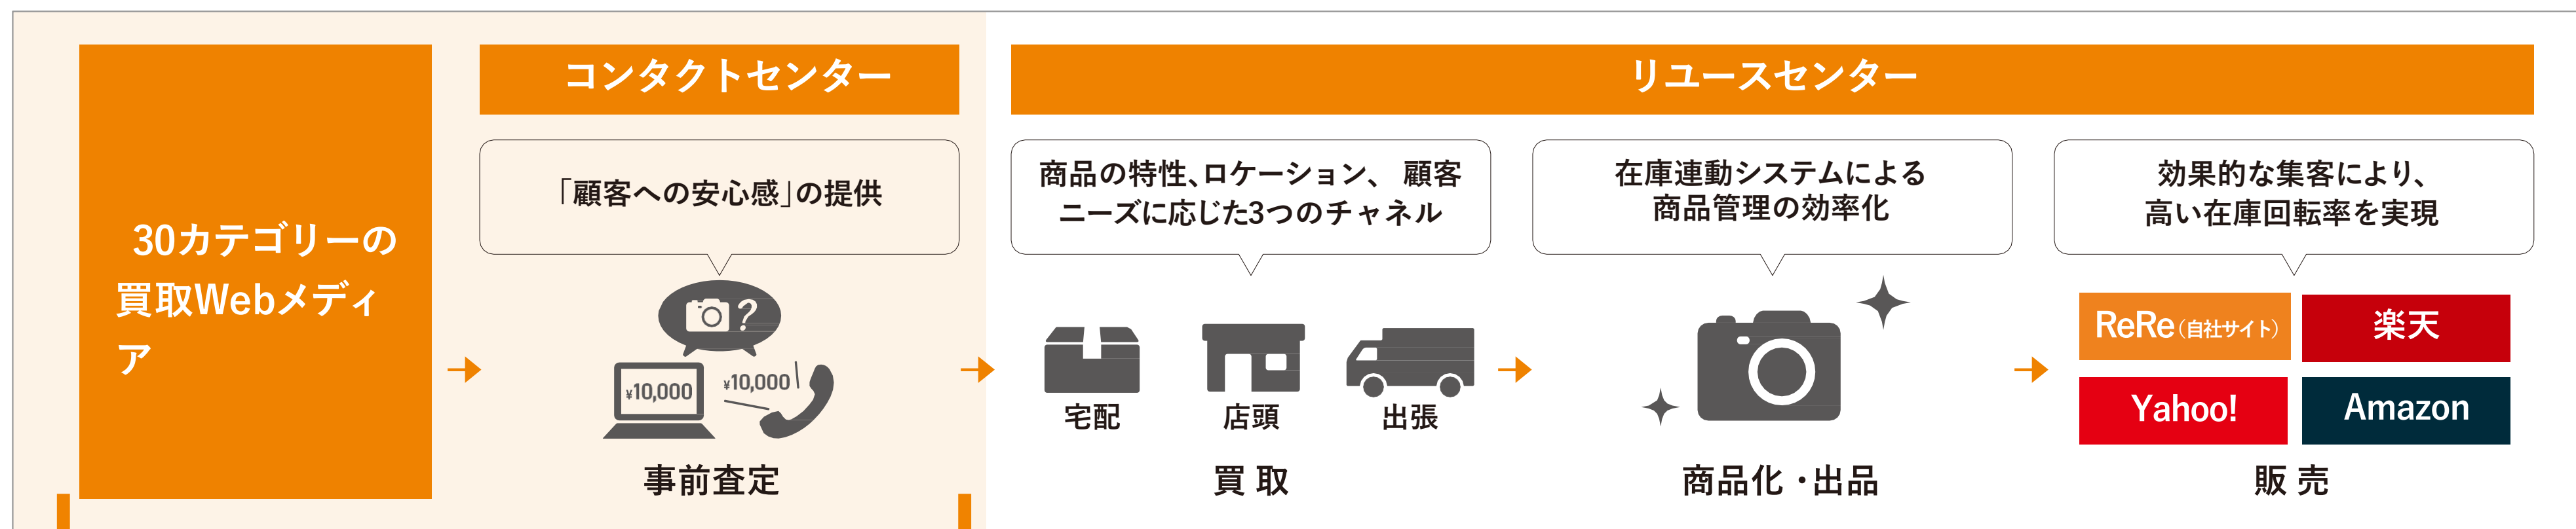 30カテゴリーの
買取Webメディ
ア
コンタクトセンター
「顧客への安心感」の提供
?
¥10,000
¥10,000
事前査定
リユースセンター
商品の特性、ロケーション、 顧客
ニーズに応じた3つのチャネル
宅配
店頭
出張
買 取
在庫連動システムによる
商品管理の効率化
商品化・出品
効果的な集客により、
高い在庫回転率を実現
ReRe(自社サイト)
楽天
Yahoo!
Amazon
販 売